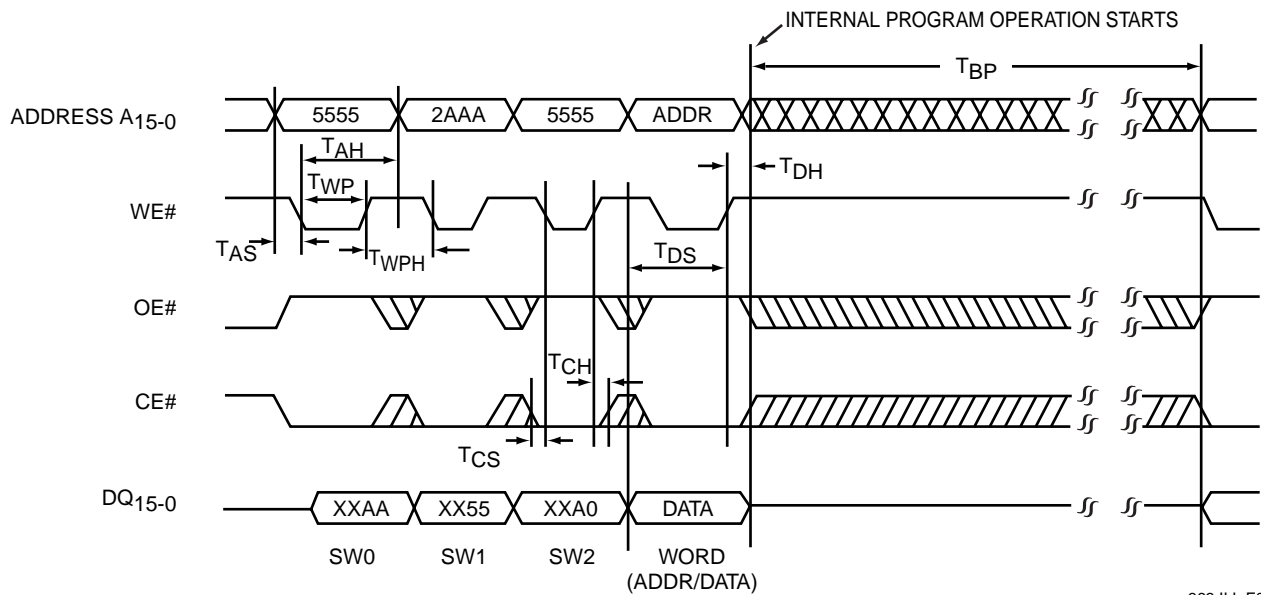 INTERNAL PROGRAM OPERATION STARTS
TBP
ADDRESS A15-0
5555
2AAA
5555
ADDR
TAH
TDH
TWP
WE#
TAS
TWPH
TDS
OE#
TCH
CE#
TCS
DQ15-0
XXAA
XX55
XXA0
DATA
SW0
SW1
SW2
WORD
(ADDR/DATA)